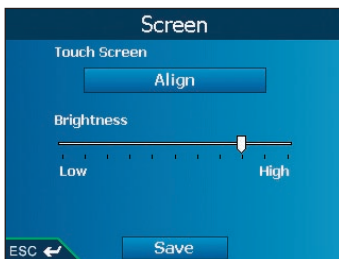 Screen
Touch Screen
Align
Brightness
Low High
ESC Save